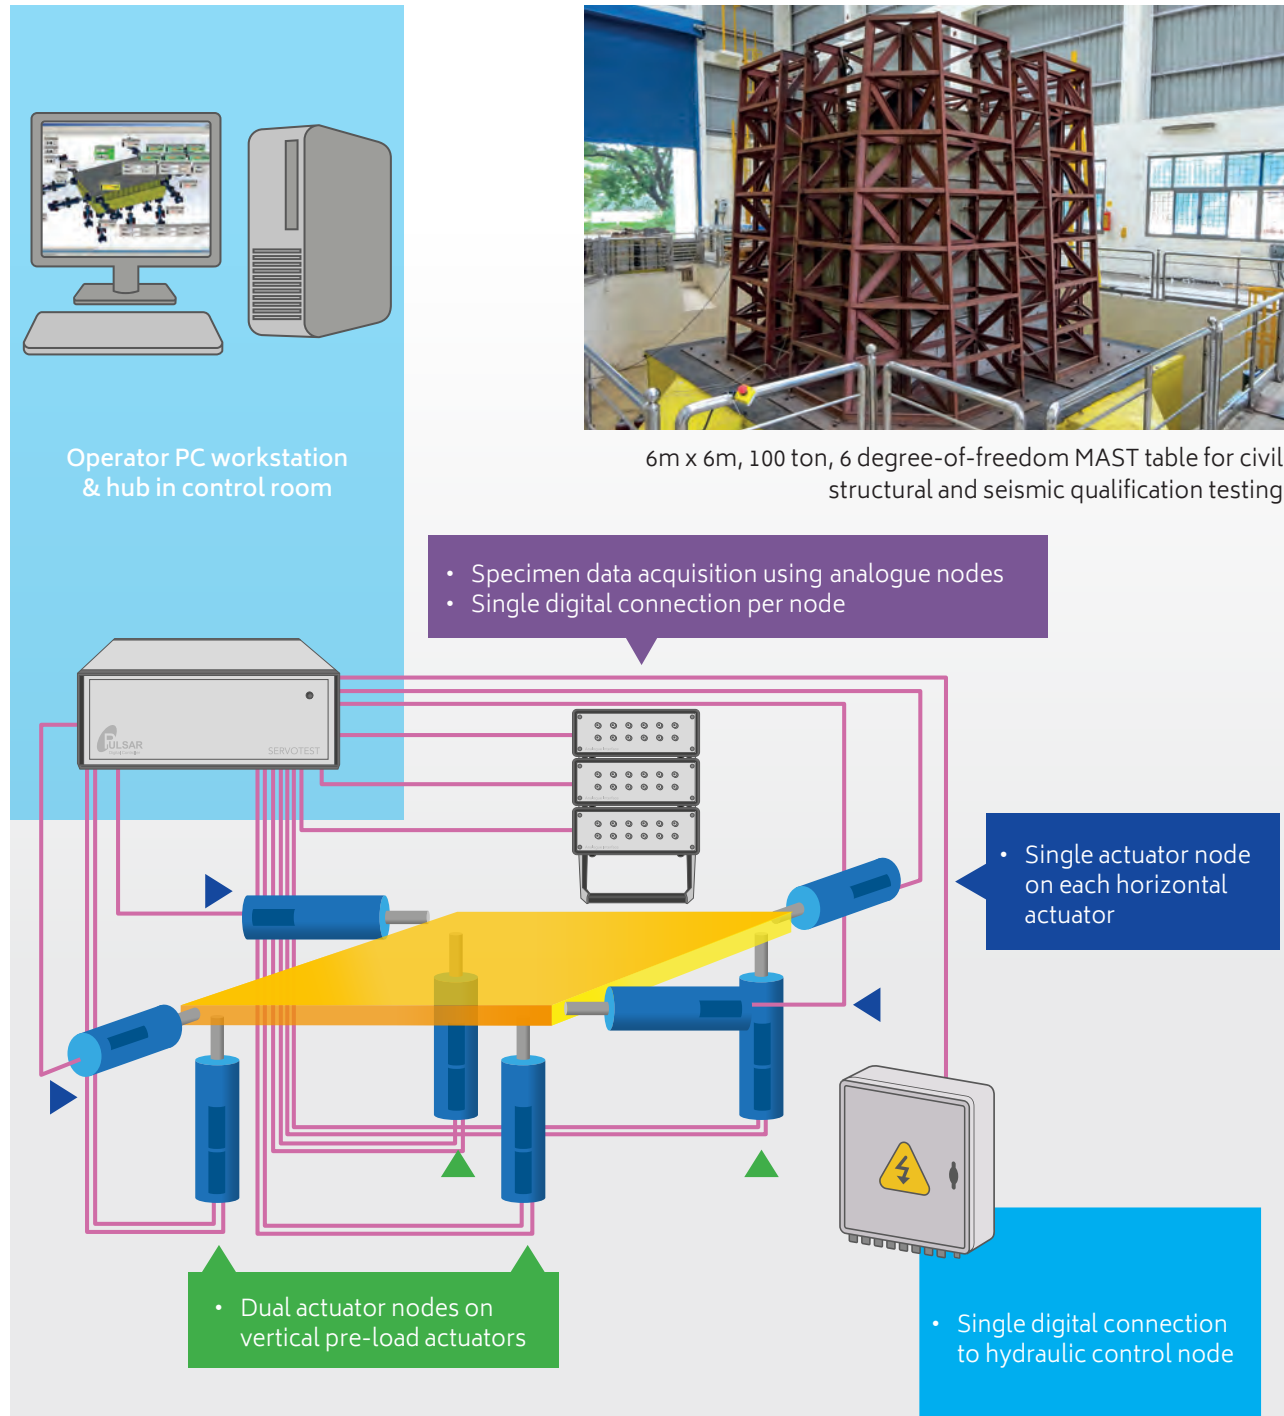 Operator PC workstation
& hub in control room
6m x 6m, 100 ton, 6 degree-of-freedom MAST table for civil
structural and seismic qualification testing
• Specimen data acquisition using analogue nodes
• Single digital connection per node
PULSAR
SERVOTEST
• Single actuator node
on each horizontal
actuator
• Dual actuator nodes on
vertical pre-load actuators
• Single digital connection
to hydraulic control node